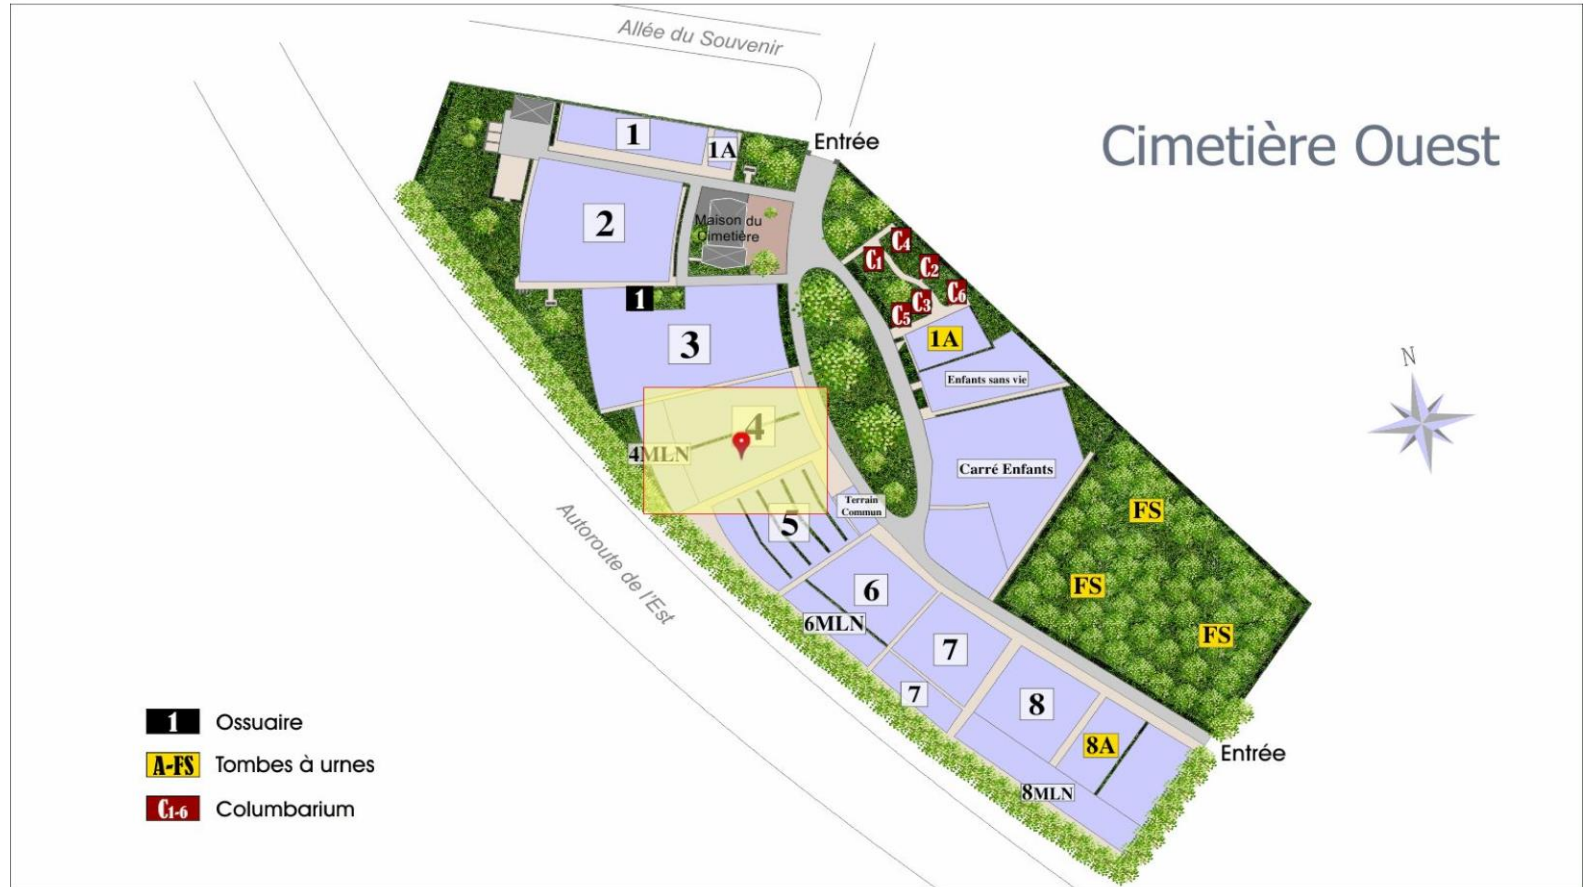 Allée du Souvenir
Cimetière Ouest
Entrée
1
1A
2
Maison du
Cimetière
C4
C1
C2
C6
C3
C5
1
3
1A
Enfants sans vie
N
4
4MLN
Carré Enfants
Terrain
Commun
5
FS
FS
FS
Autoroute de l'Est
6
6MLN
7
7
8
8A
Entrée
8MLN
1 Ossuaire
A-FS Tombes à urnes
C1-6 Columbarium